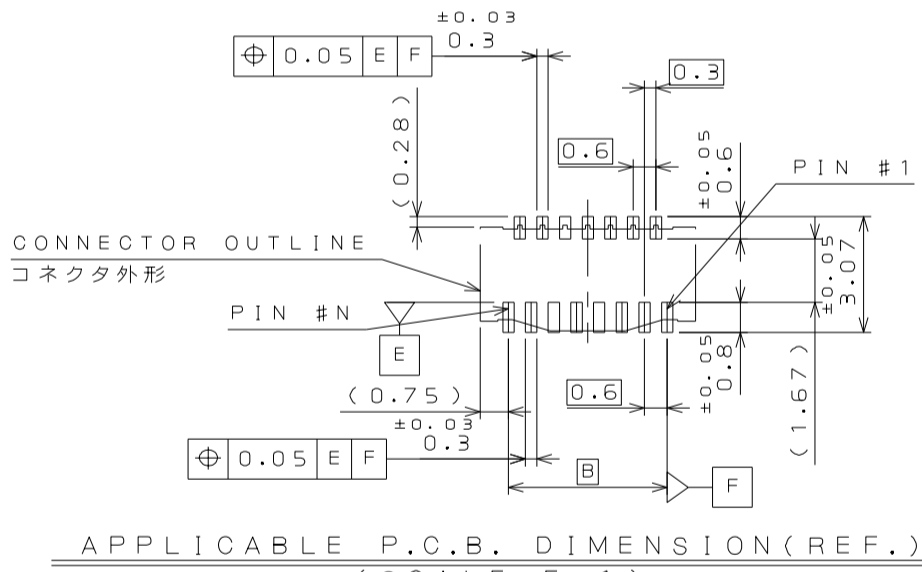 ±0.03
0.3
⌖ 0.05 E F
0.3
(0.28)
0.6
±0.05
0.6
PIN #1
CONNECTOR OUTLINE
コネクタ外形
PIN #N
E
±0.05
3.07
(0.75)
0.6
±0.05
0.8
(1.67)
±0.03
0.3
⌖ 0.05 E F
B
F
APPLICABLE P.C.B. DIMENSION(REF.)